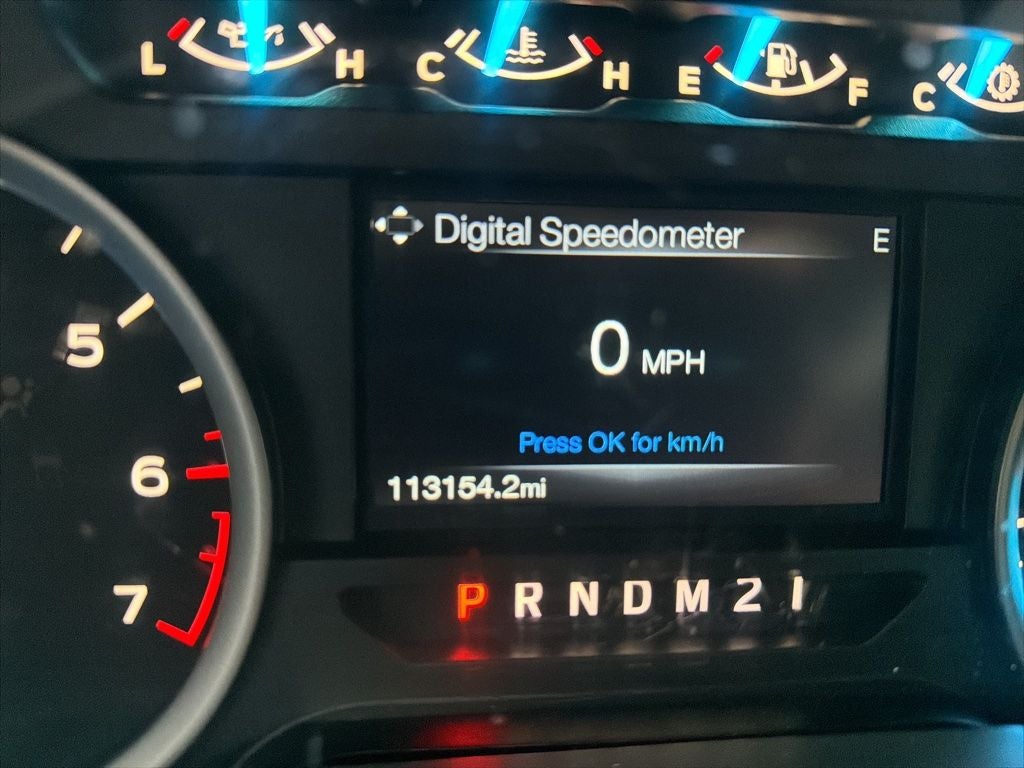 L H C H E F C
Digital Speedometer E
0 MPH
5
Press OK for km/h
6
113154.2mi
7
P R N D M 2 1